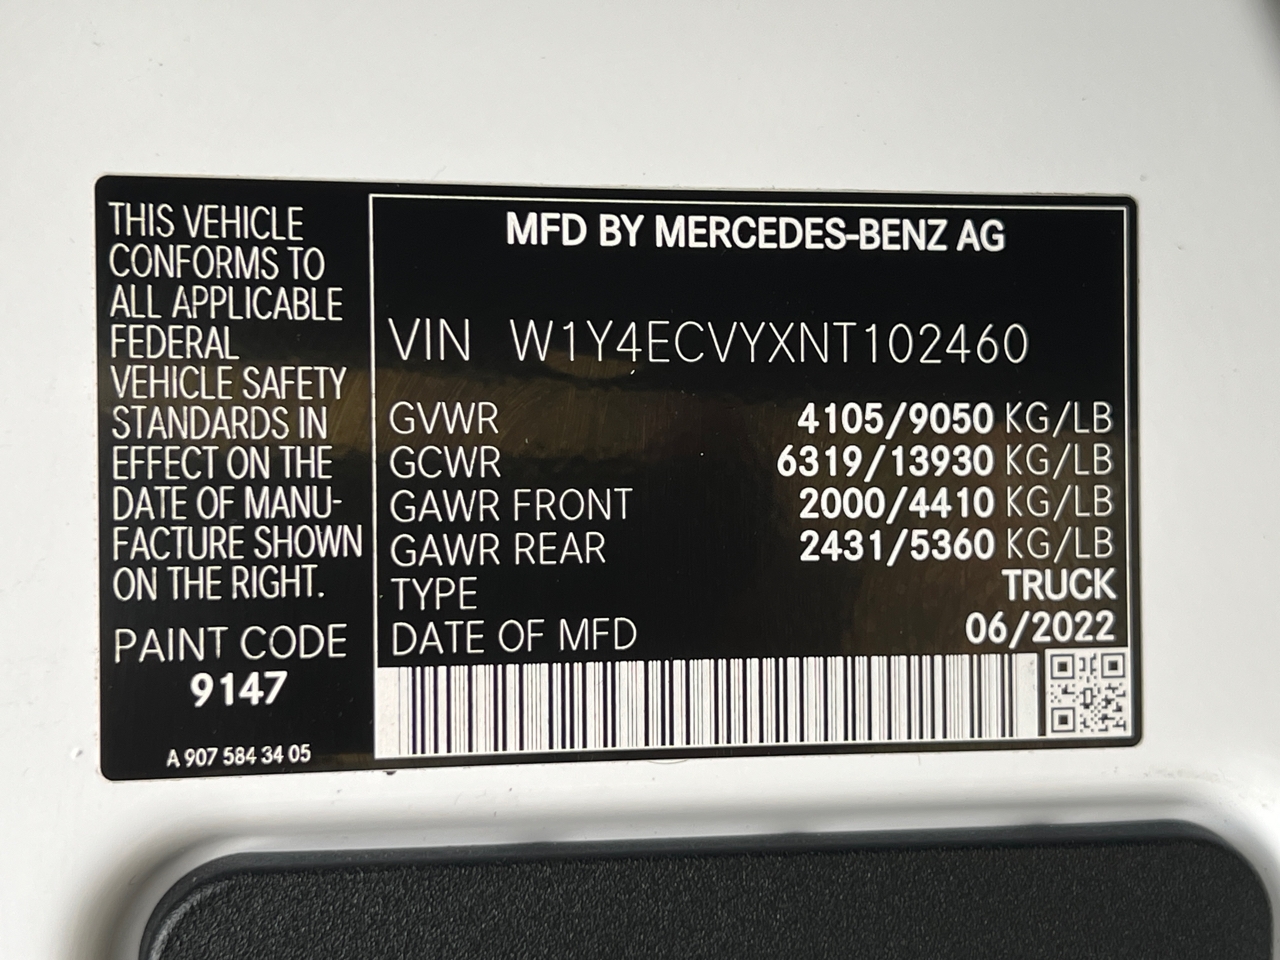 THIS VEHICLE
CONFORMS TO
ALL APPLICABLE
FEDERAL
VEHICLE SAFETY
STANDARDS IN
EFFECT ON THE
DATE OF MANU-
FACTURE SHOWN
ON THE RIGHT.
PAINT CODE
9147
A 907 584 34 05
MFD BY MERCEDES-BENZ AG
VIN W1Y4ECVYXNT102460
GVWR 4105/9050 KG/LB
GCWR 6319/13930 KG/LB
GAWR FRONT 2000/4410 KG/LB
GAWR REAR 2431/5360 KG/LB
TYPE TRUCK
DATE OF MFD 06/2022